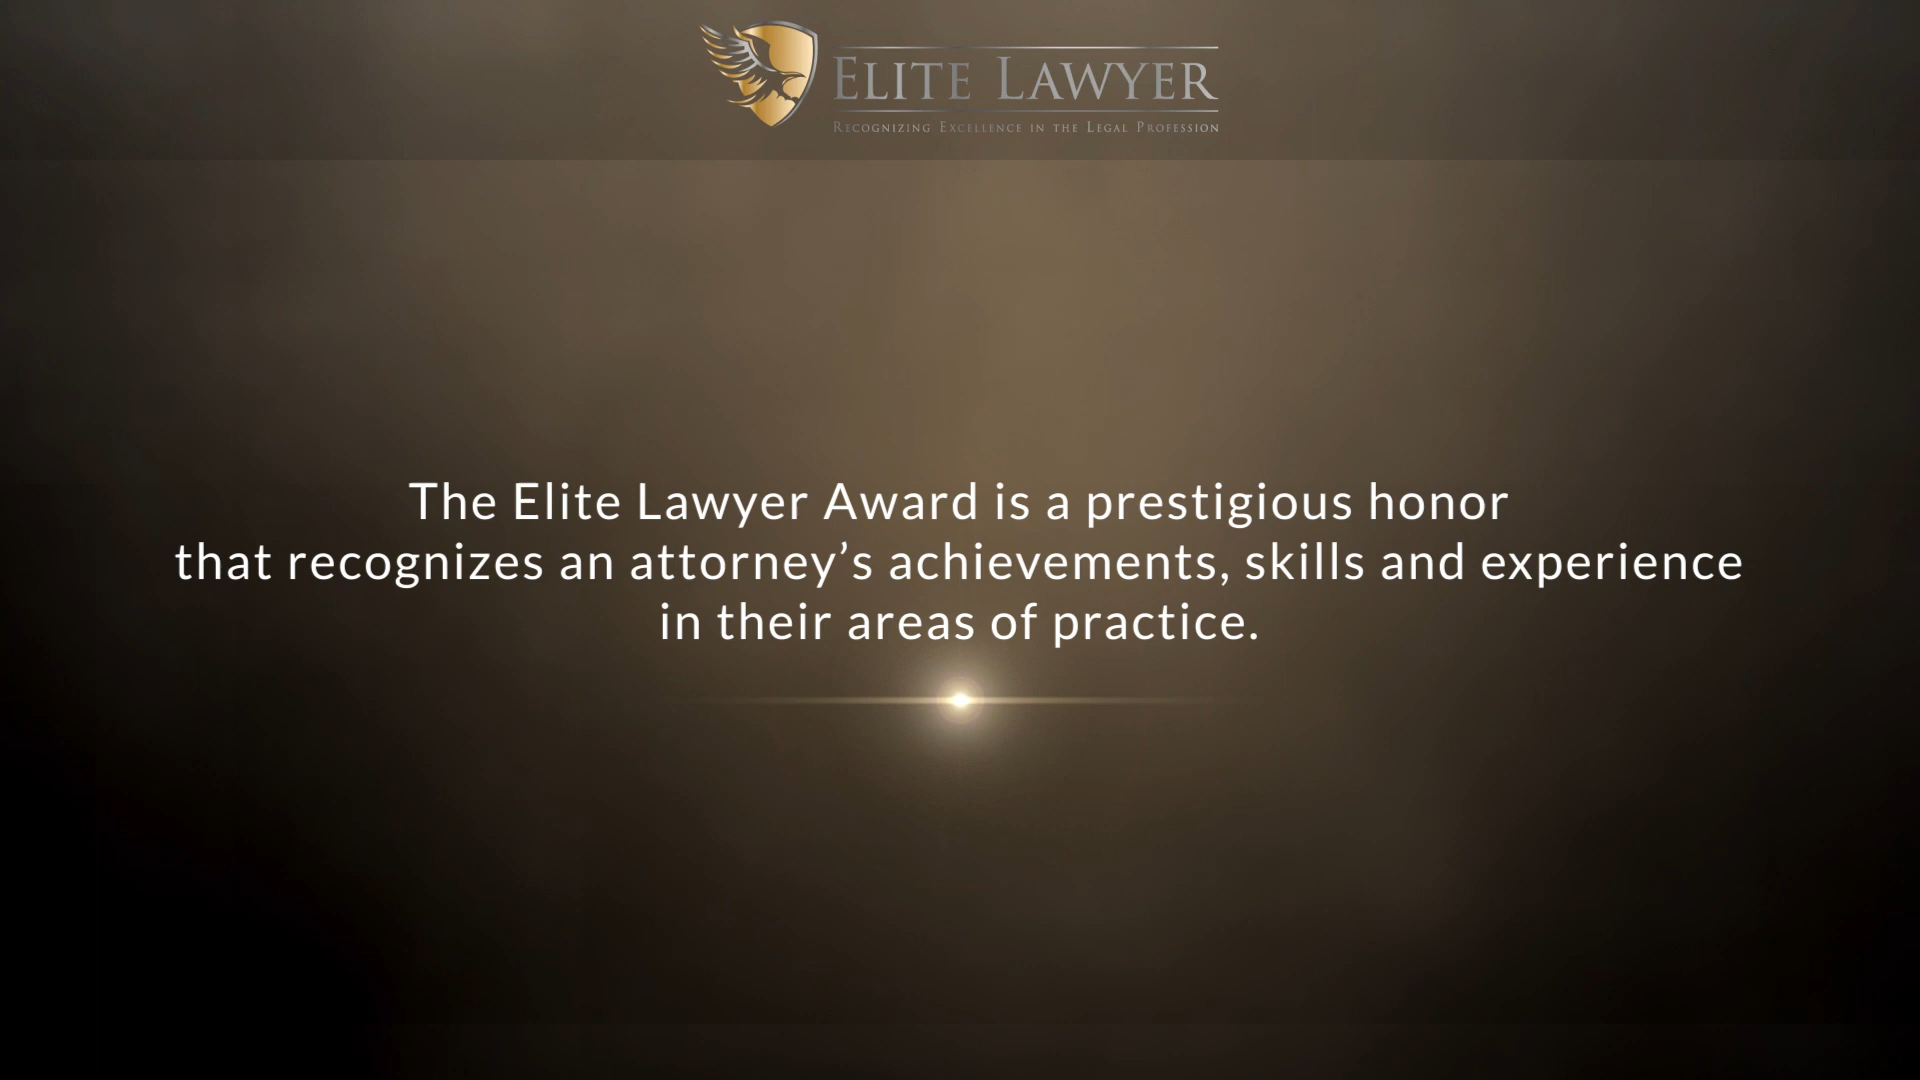 Elite Lawyer
Recognizing Excellence in the Legal Profession
The Elite Lawyer Award is a prestigious honor
that recognizes an attorney’s achievements, skills and experience
in their areas of practice.